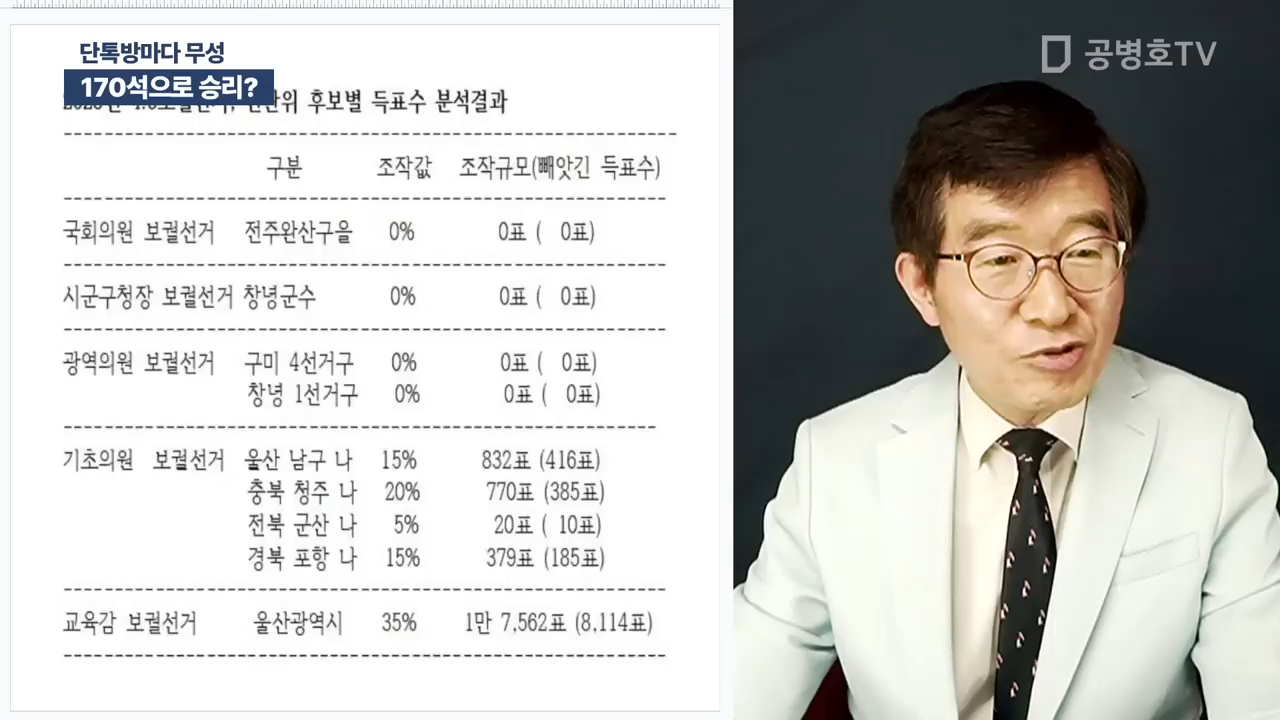 단톡방마다 무성
170석으로 승리?
후보별 득표수 분석결과
구분 조작값 조작규모(빼앗긴 득표수)
국회의원 보궐선거 전주완산구을 0% 0표 ( 0표)
시군구청장 보궐선거 창녕군수 0% 0표 ( 0표)
광역의원 보궐선거 구미 4선거구 0% 0표 ( 0표)
창녕 1선거구 0% 0표 ( 0표)
기초의원 보궐선거 울산 남구 나 15% 832표 (416표)
충북 청주 나 20% 770표 (385표)
전북 군산 나 5% 20표 ( 10표)
경북 포항 나 15% 379표 (185표)
교육감 보궐선거 울산광역시 35% 1만 7,562표 (8,114표)
공병호TV